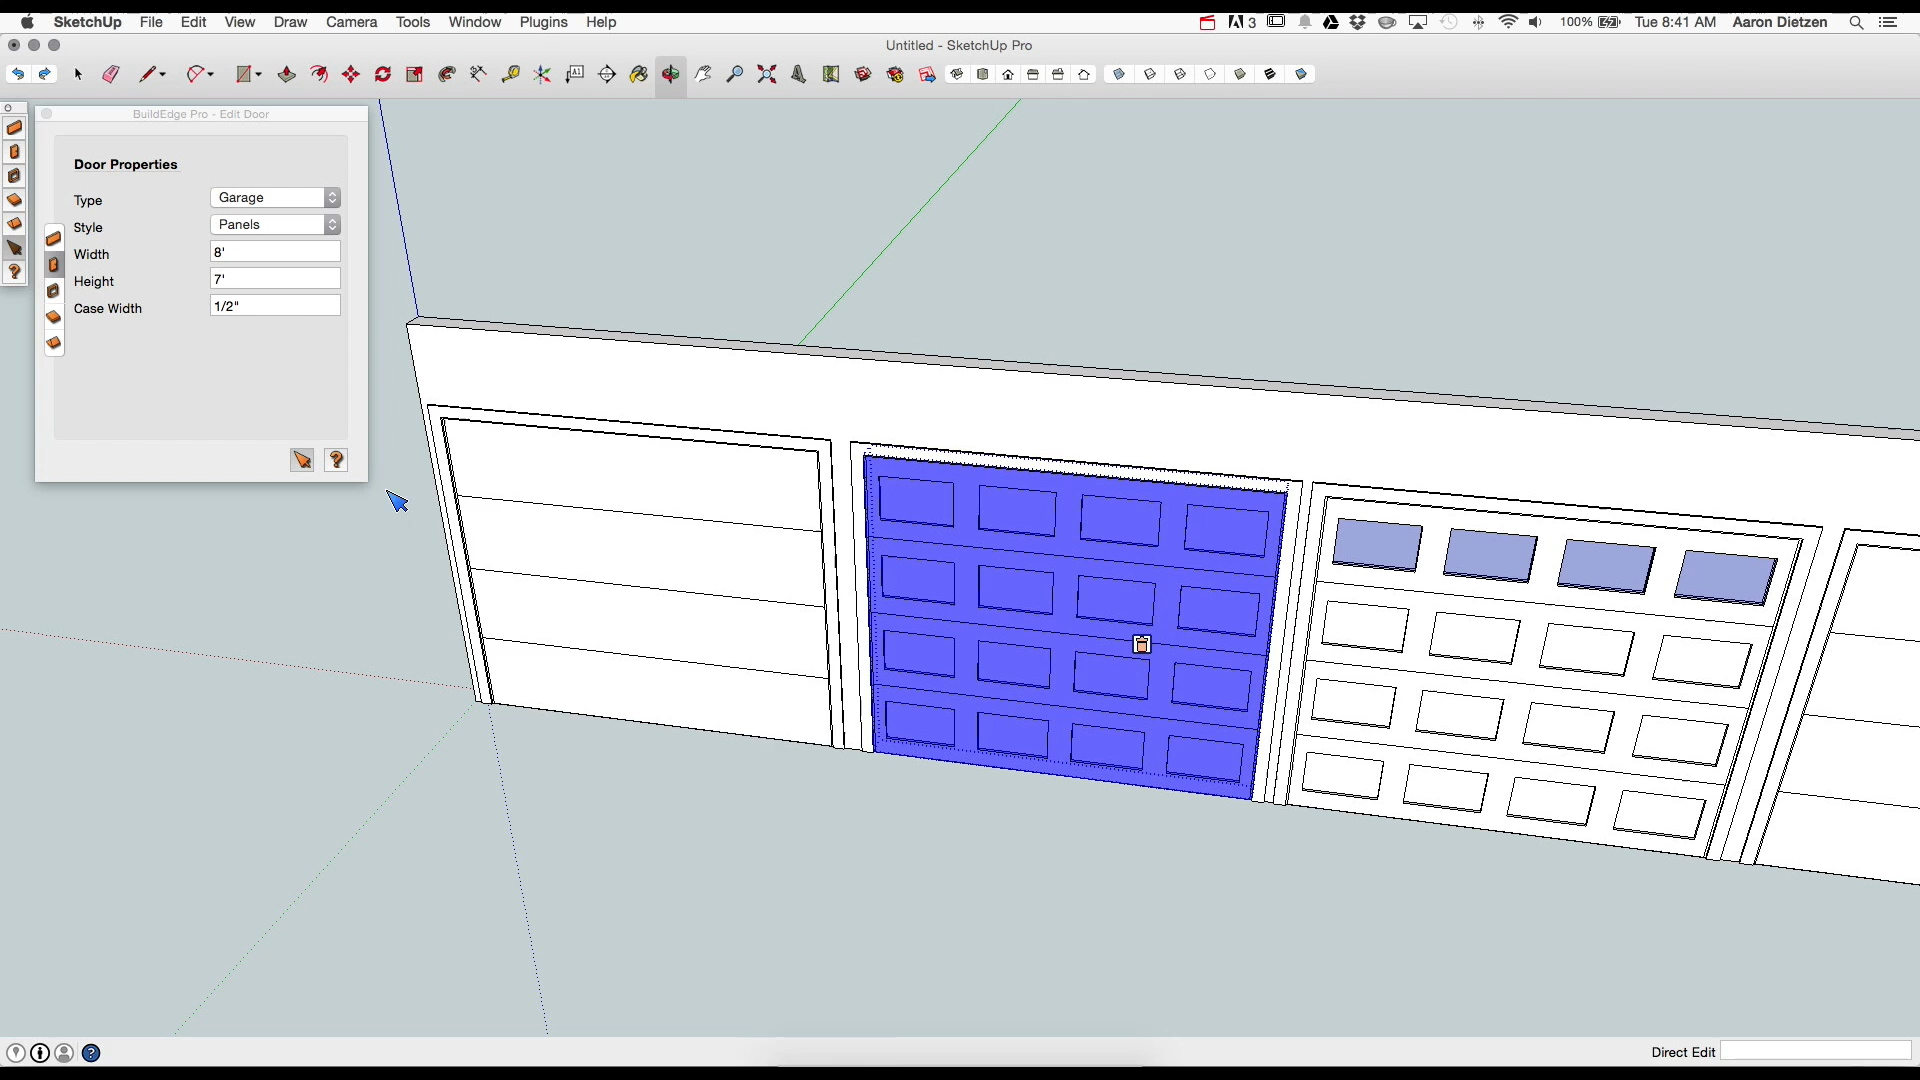 SketchUp File Edit View Draw Camera Tools Window Plugins Help 3 100% Tue 8:41 AM Aaron Dietzen
Untitled - SketchUp Pro
A1
BuildEdge Pro - Edit Door
Door Properties
Type Garage
Style Panels
Width 8'
Height 7'
Case Width 1/2"
Direct Edit